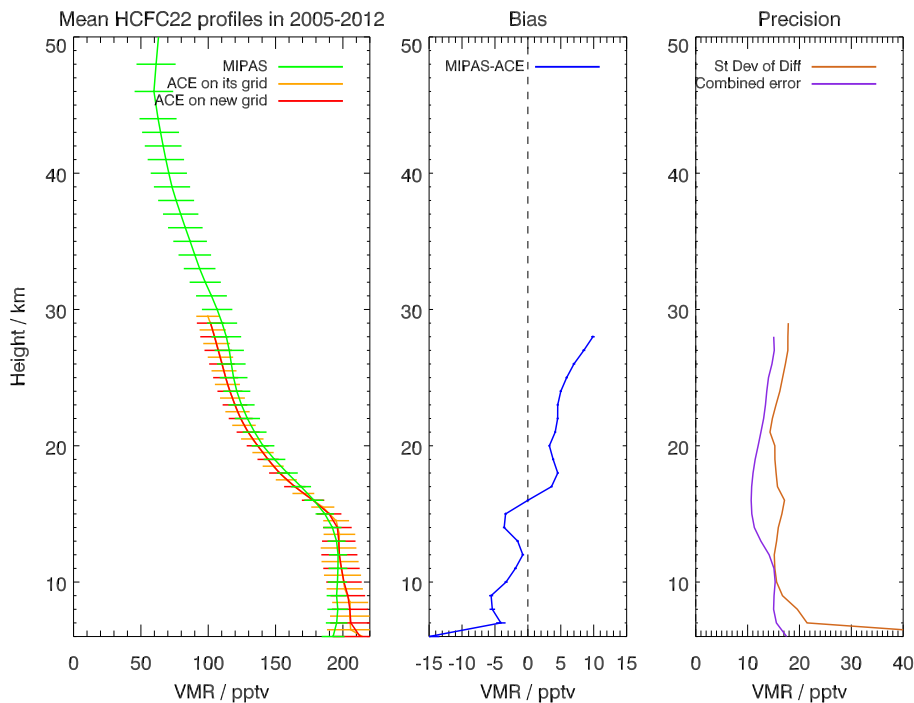 Mean HCFC22 profiles in 2005-2012
MIPAS
ACE on its grid
ACE on new grid
Height / km
50
40
30
20
10
0
50
100
150
200
VMR / pptv
Bias
MIPAS-ACE
50
40
30
20
10
-15
-10
-5
0
5
10
15
VMR / pptv
Precision
St Dev of Diff
Combined error
50
40
30
20
10
0
10
20
30
40
VMR / pptv